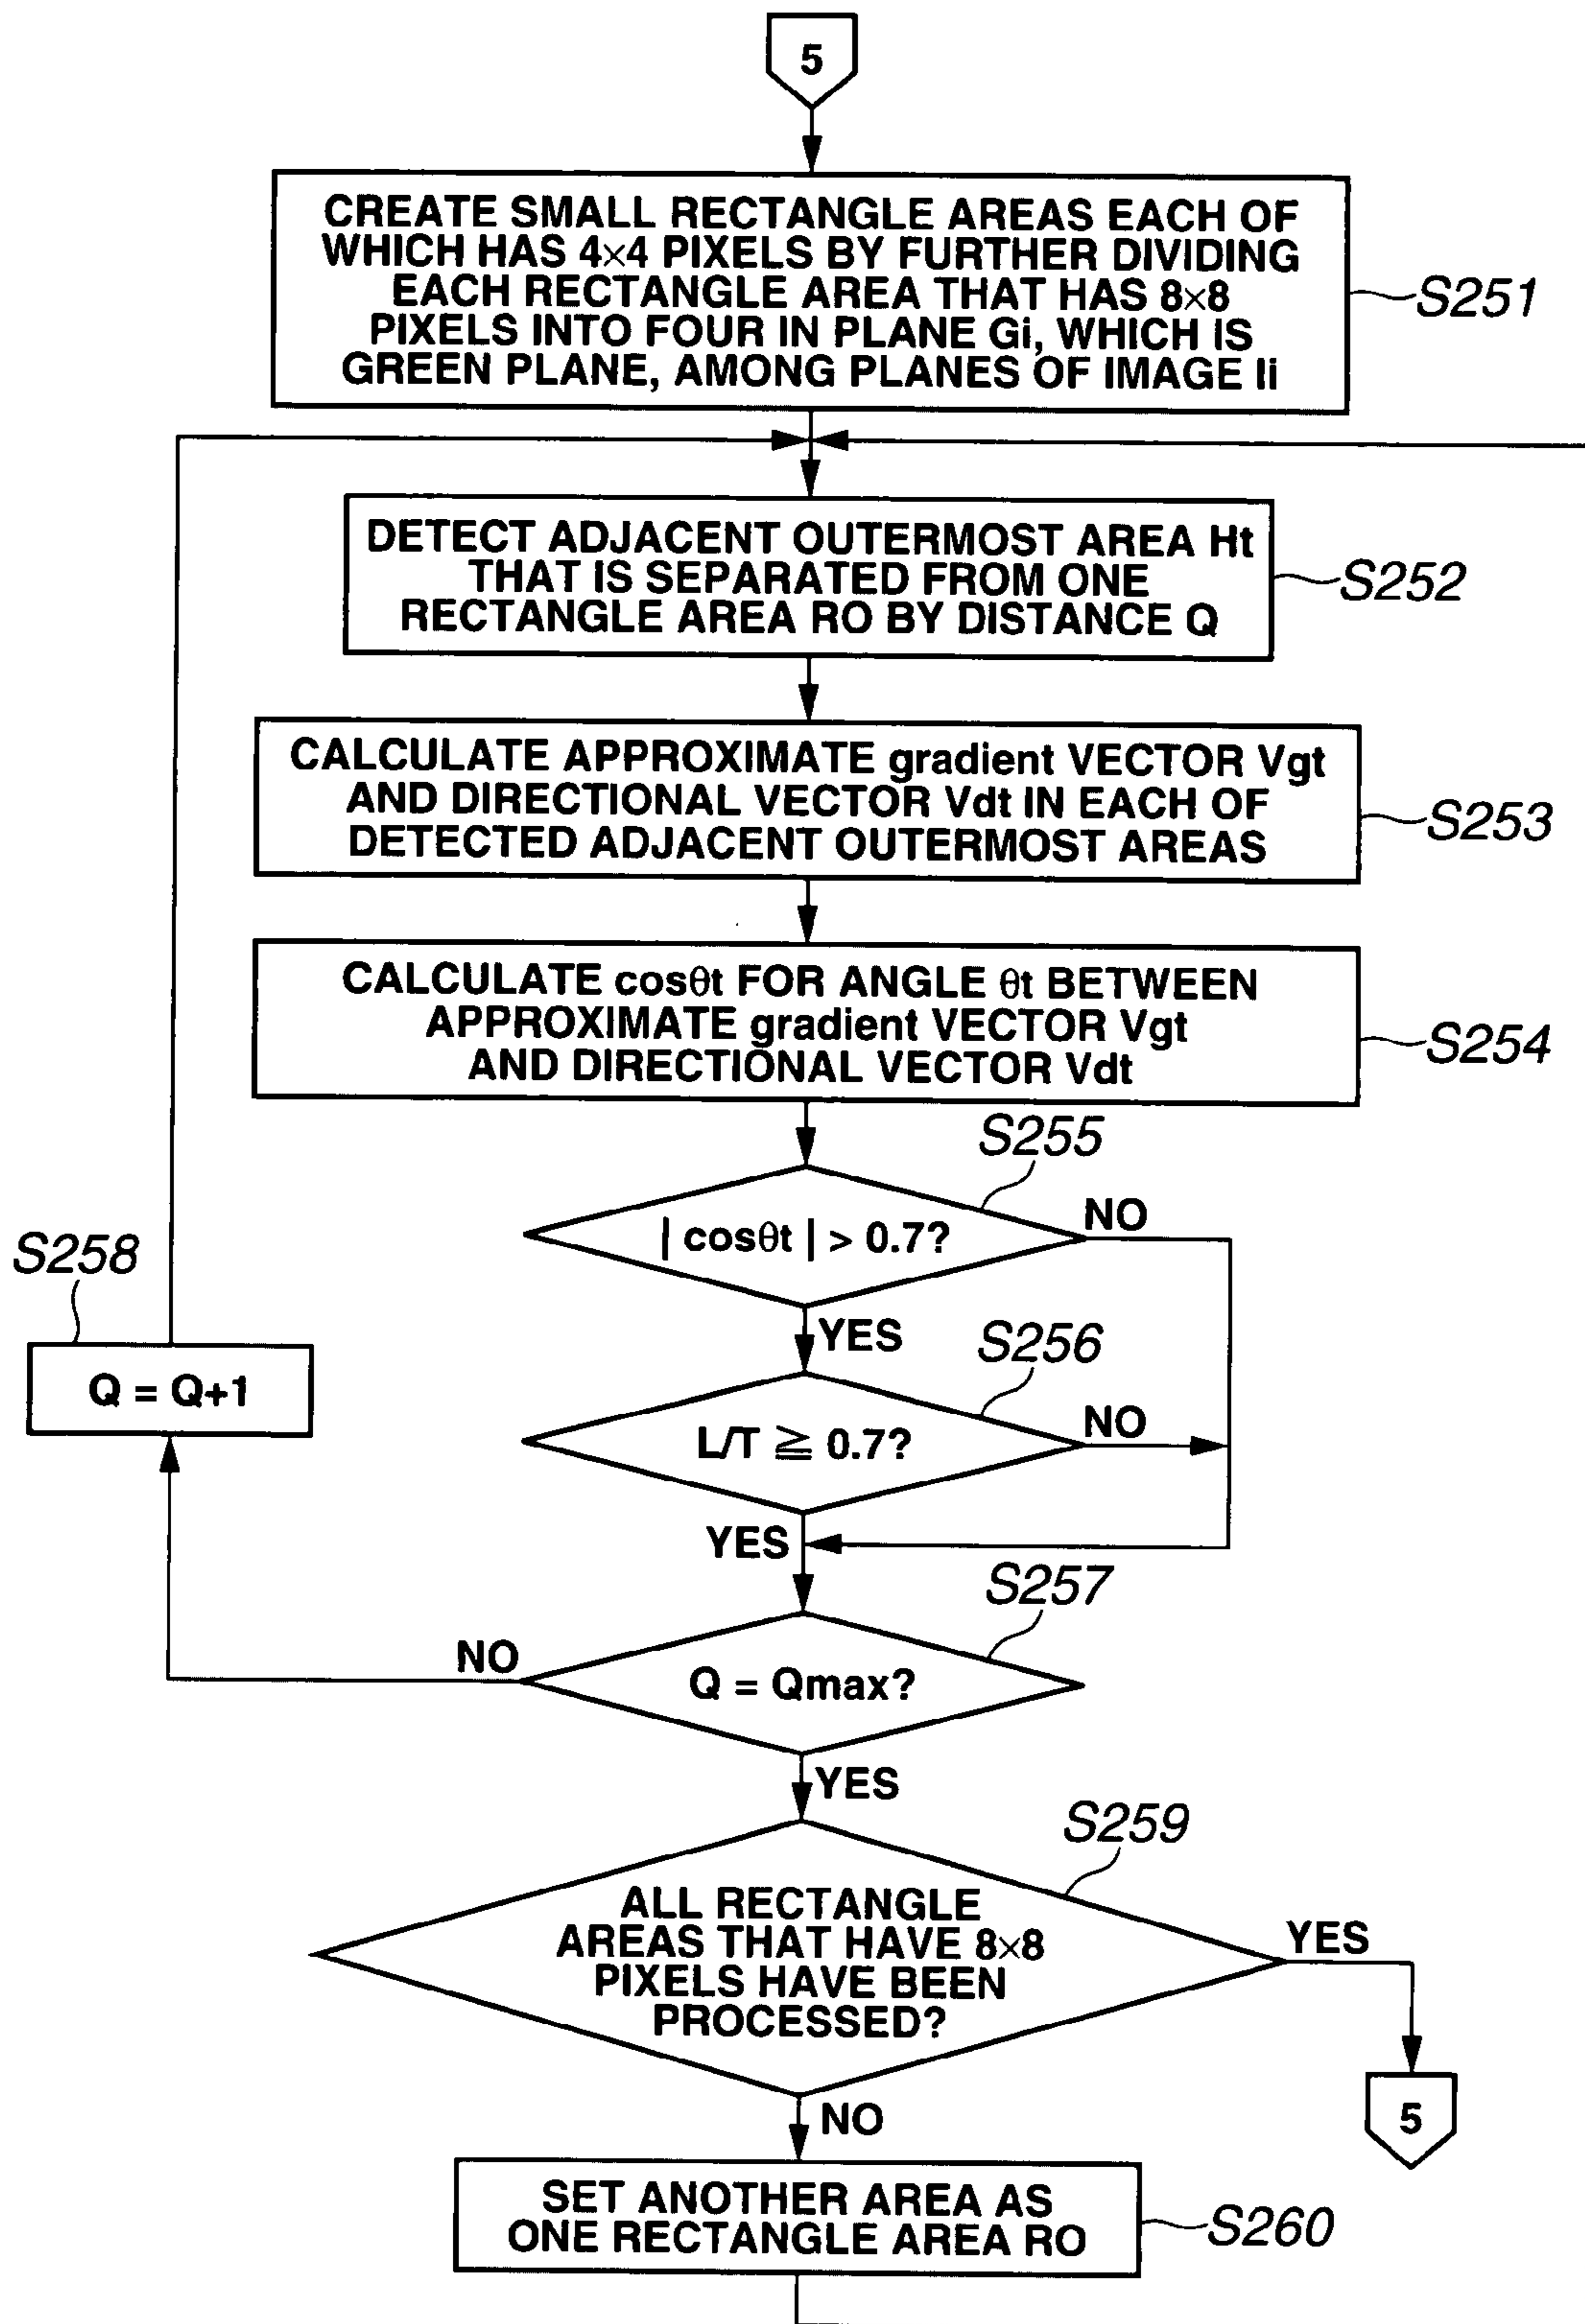 5
CREATE SMALL RECTANGLE AREAS EACH OF
WHICH HAS 4×4 PIXELS BY FURTHER DIVIDING
EACH RECTANGLE AREA THAT HAS 8×8
PIXELS INTO FOUR IN PLANE Gi, WHICH IS
GREEN PLANE, AMONG PLANES OF IMAGE Ii
S251
DETECT ADJACENT OUTERMOST AREA Ht
THAT IS SEPARATED FROM ONE
RECTANGLE AREA RO BY DISTANCE Q
S252
CALCULATE APPROXIMATE gradient VECTOR Vgt
AND DIRECTIONAL VECTOR Vdt IN EACH OF
DETECTED ADJACENT OUTERMOST AREAS
S253
CALCULATE cosθt FOR ANGLE θt BETWEEN
APPROXIMATE gradient VECTOR Vgt
AND DIRECTIONAL VECTOR Vdt
S254
S255
| cosθt | > 0.7?
NO
YES
S256
L/T ≧ 0.7?
NO
YES
S258
Q = Q+1
S257
Q = Qmax?
NO
YES
S259
ALL RECTANGLE
AREAS THAT HAVE 8×8
PIXELS HAVE BEEN
PROCESSED?
YES
5
NO
SET ANOTHER AREA AS
ONE RECTANGLE AREA RO
S260